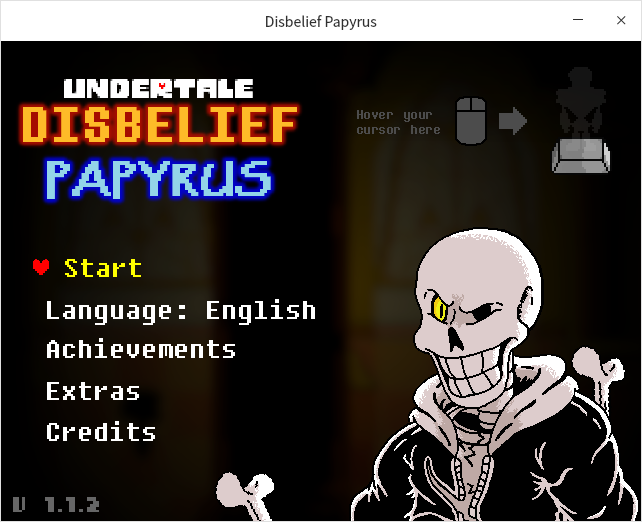 Disbelief Papyrus
UNDERTALE
DISBELIEF
PAPYRUS
Hover your
cursor here
Start
Language: English
Achievements
Extras
Credits
V 1.1.2